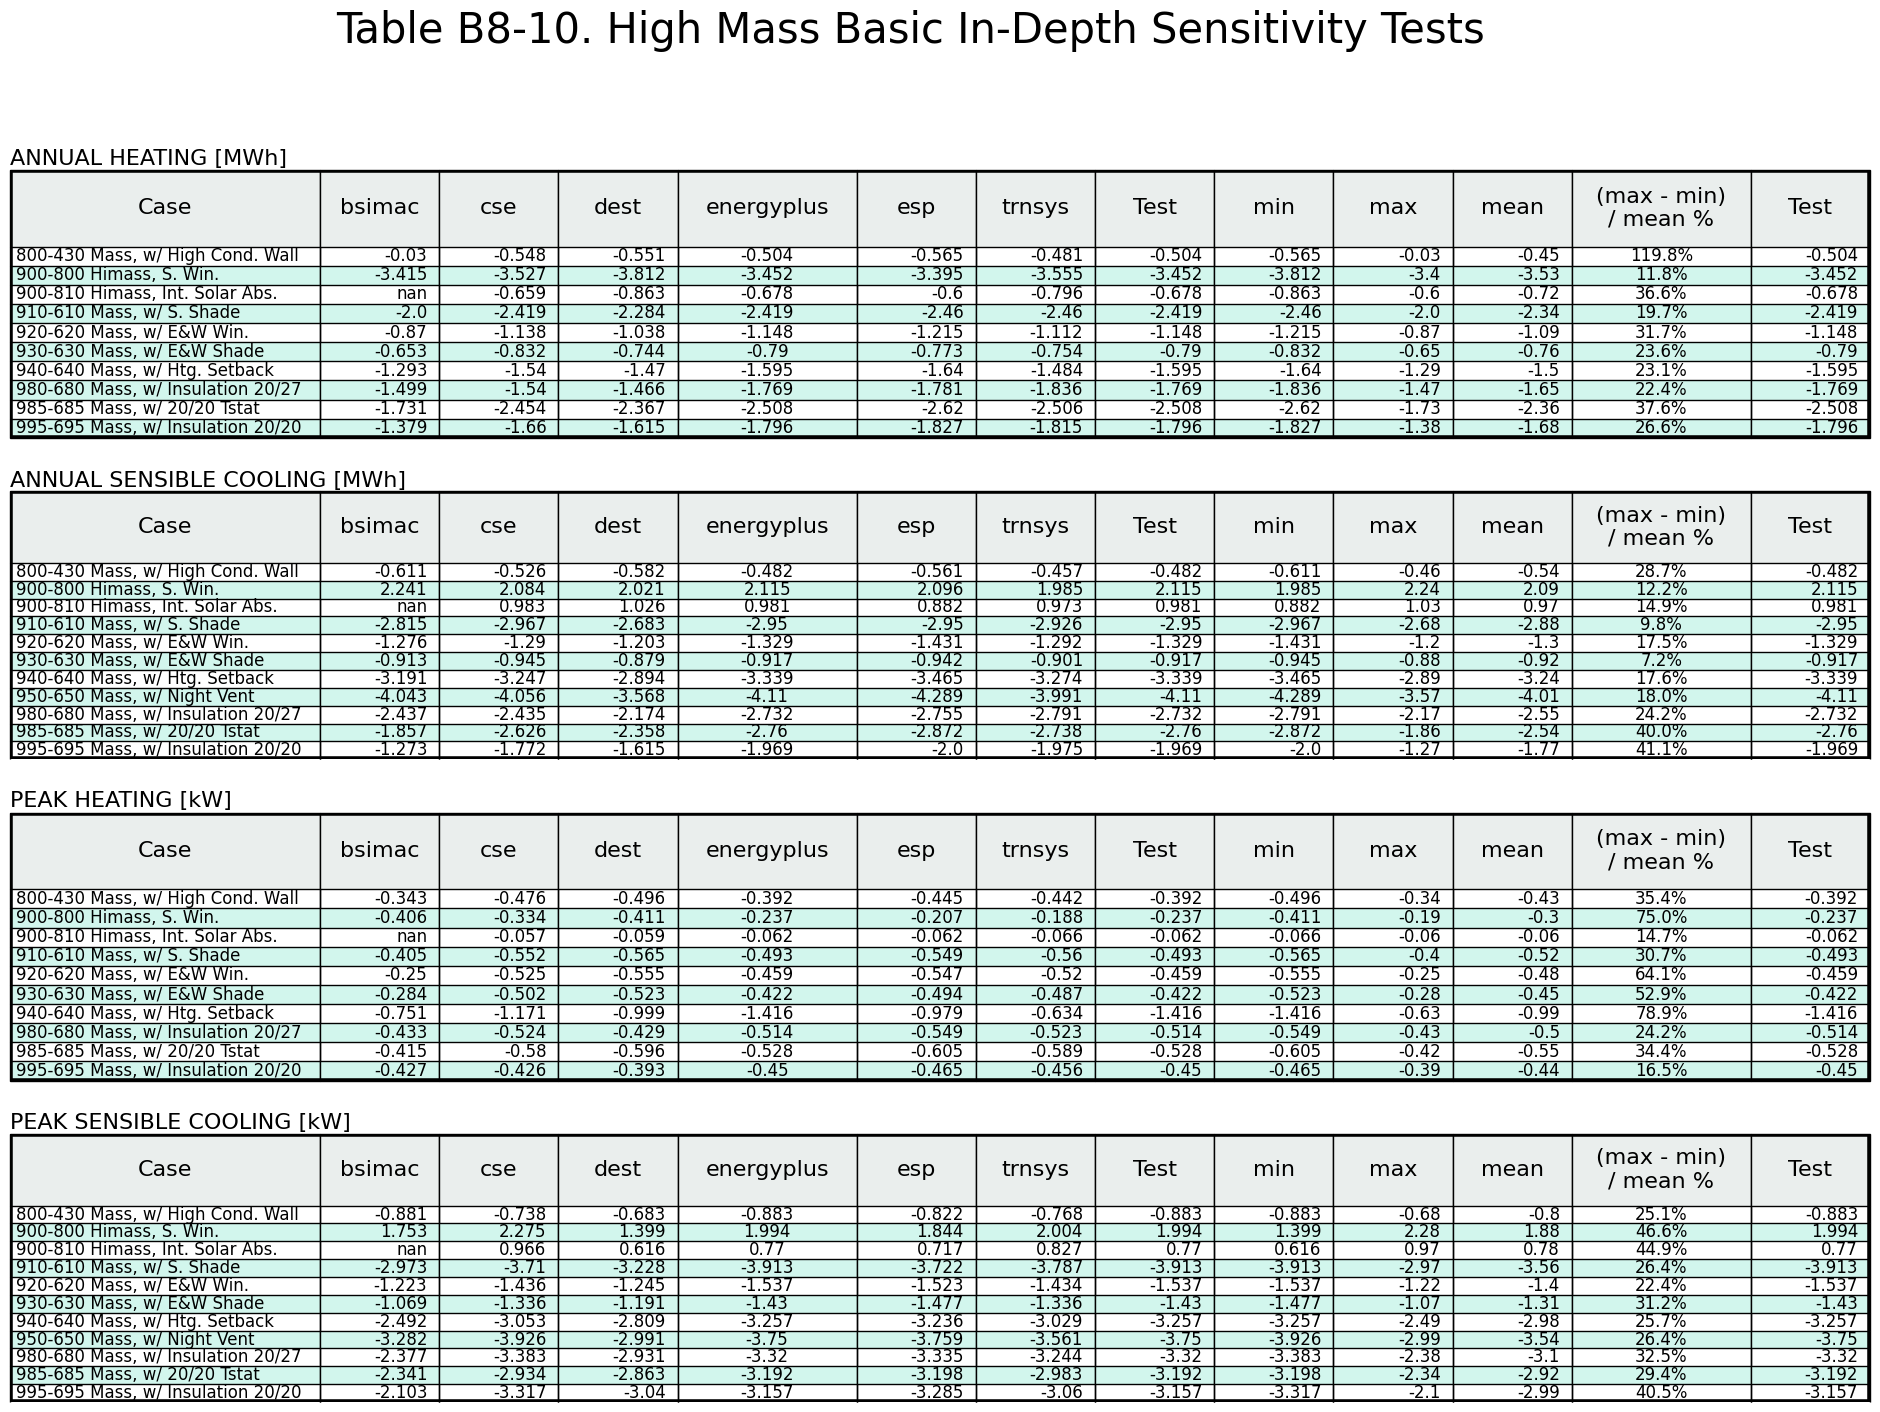 Table B8-10. High Mass Basic In-Depth Sensitivity Tests
ANNUAL HEATING [MWh]
Case bsimac cse dest energyplus esp trnsys Test min max mean (max - min) / mean % Test
800-430 Mass, w/ High Cond. Wall -0.03 -0.548 -0.551 -0.504 -0.565 -0.481 -0.504 -0.565 -0.03 -0.45 119.8% -0.504
900-800 Himass, S. Win. -3.415 -3.527 -3.812 -3.452 -3.395 -3.555 -3.452 -3.812 -3.4 -3.53 11.8% -3.452
900-810 Himass, Int. Solar Abs. nan -0.659 -0.863 -0.678 -0.6 -0.796 -0.678 -0.863 -0.6 -0.72 36.6% -0.678
910-610 Mass, w/ S. Shade -2.0 -2.419 -2.284 -2.419 -2.46 -2.46 -2.419 -2.46 -2.0 -2.34 19.7% -2.419
920-620 Mass, w/ E&W Win. -0.87 -1.138 -1.038 -1.148 -1.215 -1.112 -1.148 -1.215 -0.87 -1.09 31.7% -1.148
930-630 Mass, w/ E&W Shade -0.653 -0.832 -0.744 -0.79 -0.773 -0.754 -0.79 -0.832 -0.65 -0.76 23.6% -0.79
940-640 Mass, w/ Htg. Setback -1.293 -1.54 -1.47 -1.595 -1.64 -1.484 -1.595 -1.64 -1.29 -1.5 23.1% -1.595
980-680 Mass, w/ Insulation 20/27 -1.499 -1.54 -1.466 -1.769 -1.781 -1.836 -1.769 -1.836 -1.47 -1.65 22.4% -1.769
985-685 Mass, w/ 20/20 Tstat -1.731 -2.454 -2.367 -2.508 -2.62 -2.506 -2.508 -2.62 -1.73 -2.36 37.6% -2.508
995-695 Mass, w/ Insulation 20/20 -1.379 -1.66 -1.615 -1.796 -1.827 -1.815 -1.796 -1.827 -1.38 -1.68 26.6% -1.796
ANNUAL SENSIBLE COOLING [MWh]
Case bsimac cse dest energyplus esp trnsys Test min max mean (max - min) / mean % Test
800-430 Mass, w/ High Cond. Wall -0.611 -0.526 -0.582 -0.482 -0.561 -0.457 -0.482 -0.611 -0.46 -0.54 28.7% -0.482
900-800 Himass, S. Win. 2.241 2.084 2.021 2.115 2.096 1.985 2.115 1.985 2.24 2.09 12.2% 2.115
900-810 Himass, Int. Solar Abs. nan 0.983 1.026 0.981 0.882 0.973 0.981 0.882 1.03 0.97 14.9% 0.981
910-610 Mass, w/ S. Shade -2.815 -2.967 -2.683 -2.95 -2.95 -2.926 -2.95 -2.967 -2.68 -2.88 9.8% -2.95
920-620 Mass, w/ E&W Win. -1.276 -1.29 -1.203 -1.329 -1.431 -1.292 -1.329 -1.431 -1.2 -1.3 17.5% -1.329
930-630 Mass, w/ E&W Shade -0.913 -0.945 -0.879 -0.917 -0.942 -0.901 -0.917 -0.945 -0.88 -0.92 7.2% -0.917
940-640 Mass, w/ Htg. Setback -3.191 -3.247 -2.894 -3.339 -3.465 -3.274 -3.339 -3.465 -2.89 -3.24 17.6% -3.339
950-650 Mass, w/ Night Vent -4.043 -4.056 -3.568 -4.11 -4.289 -3.991 -4.11 -4.289 -3.57 -4.01 18.0% -4.11
980-680 Mass, w/ Insulation 20/27 -2.437 -2.435 -2.174 -2.732 -2.755 -2.791 -2.732 -2.791 -2.17 -2.55 24.2% -2.732
985-685 Mass, w/ 20/20 Tstat -1.857 -2.626 -2.358 -2.76 -2.872 -2.738 -2.76 -2.872 -1.86 -2.54 40.0% -2.76
995-695 Mass, w/ Insulation 20/20 -1.273 -1.772 -1.615 -1.969 -2.0 -1.975 -1.969 -2.0 -1.27 -1.77 41.1% -1.969
PEAK HEATING [kW]
Case bsimac cse dest energyplus esp trnsys Test min max mean (max - min) / mean % Test
800-430 Mass, w/ High Cond. Wall -0.343 -0.476 -0.496 -0.392 -0.445 -0.442 -0.392 -0.496 -0.34 -0.43 35.4% -0.392
900-800 Himass, S. Win. -0.406 -0.334 -0.411 -0.237 -0.207 -0.188 -0.237 -0.411 -0.19 -0.3 75.0% -0.237
900-810 Himass, Int. Solar Abs. nan -0.057 -0.059 -0.062 -0.062 -0.066 -0.062 -0.066 -0.06 -0.06 14.7% -0.062
910-610 Mass, w/ S. Shade -0.405 -0.552 -0.565 -0.493 -0.549 -0.56 -0.493 -0.565 -0.4 -0.52 30.7% -0.493
920-620 Mass, w/ E&W Win. -0.25 -0.525 -0.555 -0.459 -0.547 -0.52 -0.459 -0.555 -0.25 -0.48 64.1% -0.459
930-630 Mass, w/ E&W Shade -0.284 -0.502 -0.523 -0.422 -0.494 -0.487 -0.422 -0.523 -0.28 -0.45 52.9% -0.422
940-640 Mass, w/ Htg. Setback -0.751 -1.171 -0.999 -1.416 -0.979 -0.634 -1.416 -1.416 -0.63 -0.99 78.9% -1.416
980-680 Mass, w/ Insulation 20/27 -0.433 -0.524 -0.429 -0.514 -0.549 -0.523 -0.514 -0.549 -0.43 -0.5 24.2% -0.514
985-685 Mass, w/ 20/20 Tstat -0.415 -0.58 -0.596 -0.528 -0.605 -0.589 -0.528 -0.605 -0.42 -0.55 34.4% -0.528
995-695 Mass, w/ Insulation 20/20 -0.427 -0.426 -0.393 -0.45 -0.465 -0.456 -0.45 -0.465 -0.39 -0.44 16.5% -0.45
PEAK SENSIBLE COOLING [kW]
Case bsimac cse dest energyplus esp trnsys Test min max mean (max - min) / mean % Test
800-430 Mass, w/ High Cond. Wall -0.881 -0.738 -0.683 -0.883 -0.822 -0.768 -0.883 -0.883 -0.68 -0.8 25.1% -0.883
900-800 Himass, S. Win. 1.753 2.275 1.399 1.994 1.844 2.004 1.994 1.399 2.28 1.88 46.6% 1.994
900-810 Himass, Int. Solar Abs. nan 0.966 0.616 0.77 0.717 0.827 0.77 0.616 0.97 0.78 44.9% 0.77
910-610 Mass, w/ S. Shade -2.973 -3.71 -3.228 -3.913 -3.722 -3.787 -3.913 -3.913 -2.97 -3.56 26.4% -3.913
920-620 Mass, w/ E&W Win. -1.223 -1.436 -1.245 -1.537 -1.523 -1.434 -1.537 -1.537 -1.22 -1.4 22.4% -1.537
930-630 Mass, w/ E&W Shade -1.069 -1.336 -1.191 -1.43 -1.477 -1.336 -1.43 -1.477 -1.07 -1.31 31.2% -1.43
940-640 Mass, w/ Htg. Setback -2.492 -3.053 -2.809 -3.257 -3.236 -3.029 -3.257 -3.257 -2.49 -2.98 25.7% -3.257
950-650 Mass, w/ Night Vent -3.282 -3.926 -2.991 -3.75 -3.759 -3.561 -3.75 -3.926 -2.99 -3.54 26.4% -3.75
980-680 Mass, w/ Insulation 20/27 -2.377 -3.383 -2.931 -3.32 -3.335 -3.244 -3.32 -3.383 -2.38 -3.1 32.5% -3.32
985-685 Mass, w/ 20/20 Tstat -2.341 -2.934 -2.863 -3.192 -3.198 -2.983 -3.192 -3.198 -2.34 -2.92 29.4% -3.192
995-695 Mass, w/ Insulation 20/20 -2.103 -3.317 -3.04 -3.157 -3.285 -3.06 -3.157 -3.317 -2.1 -2.99 40.5% -3.157